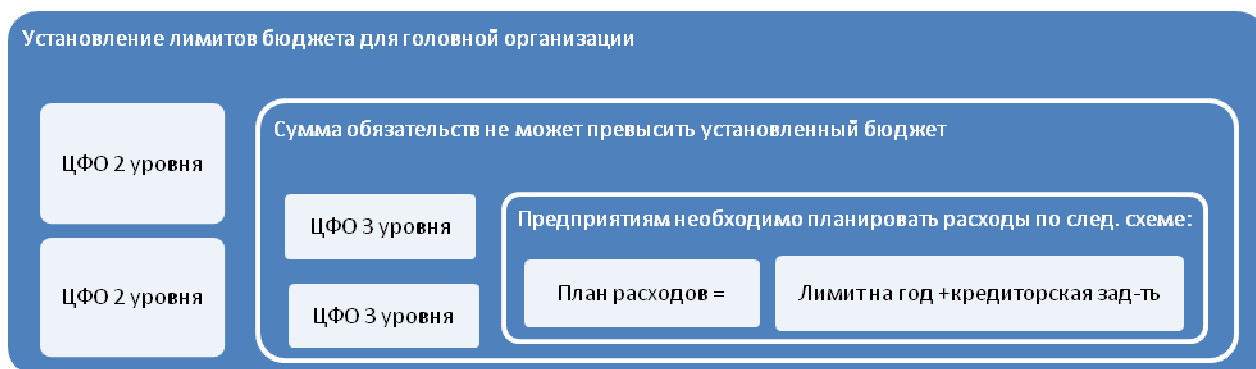 Установление лимитов бюджета для головной организации
Сумма обязательств не может превысить установленный бюджет
ЦФО 2 уровня
ЦФО 2 уровня
ЦФО 3 уровня
ЦФО 3 уровня
Предприятиям необходимо планировать расходы по след. схеме:
План расходов =
Лимит на год +кредиторская зад-ть